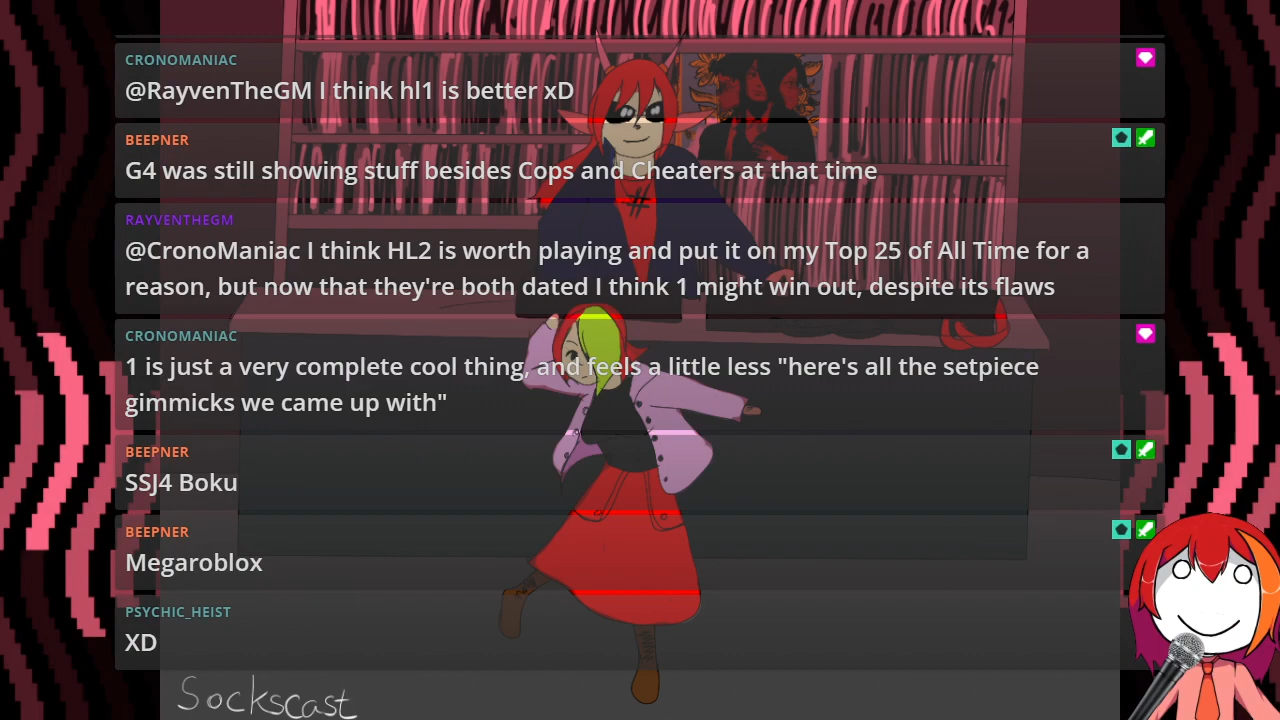 CRONOMANIAC
@RayvenTheGM I think hl1 is better xD
BEEPNER
G4 was still showing stuff besides Cops and Cheaters at that time
RAYVENTHEGM
@CronoManiac I think HL2 is worth playing and put it on my Top 25 of All Time for a
reason, but now that they're both dated I think 1 might win out, despite its flaws
CRONOMANIAC
1 is just a very complete cool thing, and feels a little less "here's all the setpiece
gimmicks we came up with"
BEEPNER
SSJ4 Boku
BEEPNER
Megaroblox
PSYCHIC_HEIST
XD
Sockscast